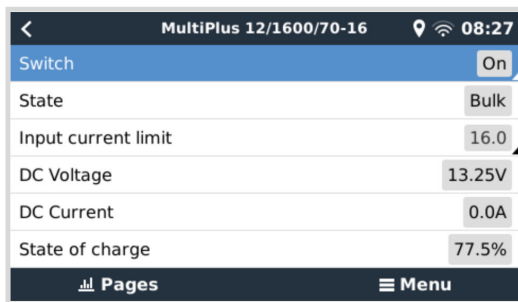 MultiPlus 12/1600/70-16 08:27
Switch On
State Bulk
Input current limit 16.0
DC Voltage 13.25V
DC Current 0.0A
State of charge 77.5%
Pages Menu